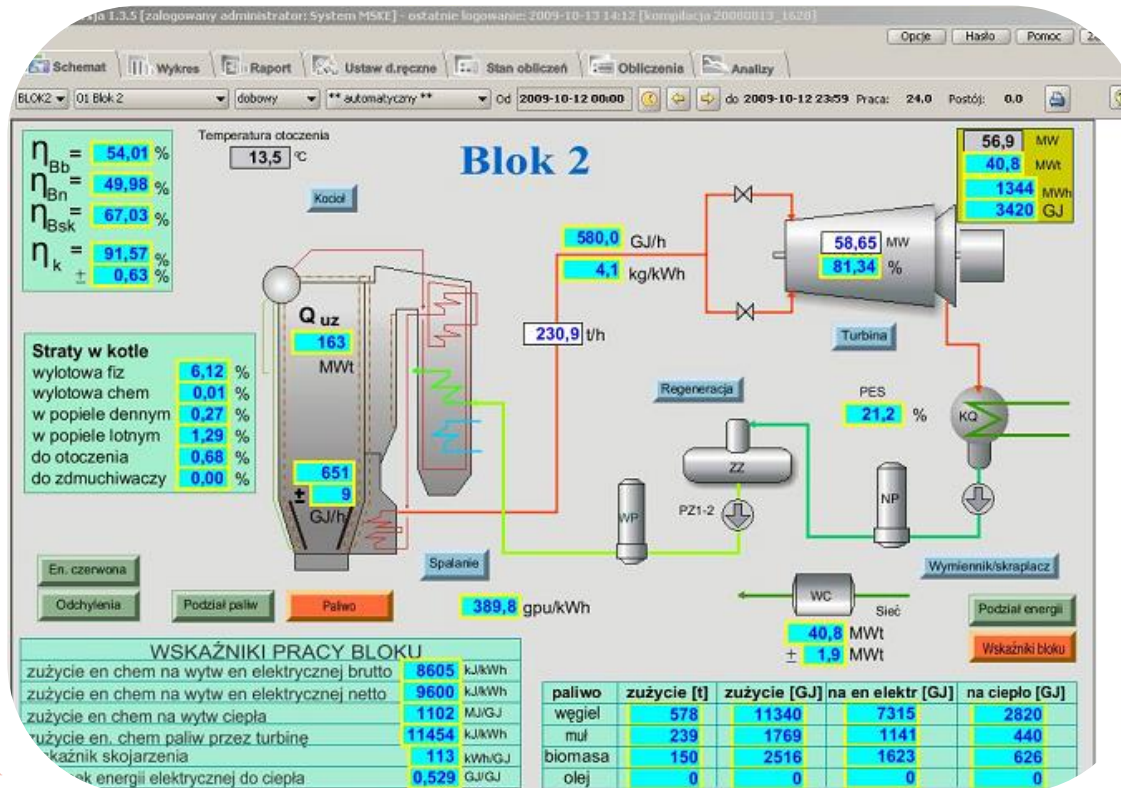 sja 1.3.5 [zalogowany administrator: System MSKE] - ostatnie logowanie: 2009-10-13 14:12 [kompilacja 20080813_1620]
Opcje Hasło Pomoc
Schemat Wykres Raport Ustaw d.ręczne Stan obliczeń Obliczenia Analizy
BLOK2 01 Blok 2 dobowy ** automatyczny ** Od 2009-10-12 00:00 do 2009-10-12 23:59 Praca: 24.0 Postój: 0.0
Blok 2
ηBb = 54,01 %
ηBn = 49,98 %
ηBsk = 67,03 %
ηk = 91,57 %
± 0,63 %
Temperatura otoczenia
13,5 °C
Kocioł
56,9 MW
40,8 MWt
1344 MWh
3420 GJ
580,0 GJ/h
4,1 kg/kWh
58,65 MW
81,34 %
230,9 t/h
Turbina
Q uz
163
MWt
651
± 9
GJ/h
Straty w kotle
wylotowa fiz 6,12 %
wylotowa chem 0,01 %
w popiele dennym 0,27 %
w popiele lotnym 1,29 %
do otoczenia 0,68 %
do zdmuchiwaczy 0,00 %
Regeneracja
PES
21,2 %
KQ
ZZ
WP
PZ1-2
NP
Spalanie
Wymiennik/skraplacz
En. czerwona
Odchylenia
Podział paliw
Paliwo
389,8 gpu/kWh
WC
Sieć
40,8 MWt
± 1,9 MWt
Podział energii
Wskaźniki bloku
WSKAŹNIKI PRACY BLOKU
zużycie en chem na wytw en elektrycznej brutto 8605 kJ/kWh
zużycie en chem na wytw en elektrycznej netto 9600 kJ/kWh
zużycie en chem na wytw ciepła 1102 MJ/GJ
zużycie en. chem paliw przez turbinę 11454 kJ/kWh
kaźnik skojarzenia 113 kWh/GJ
ek energii elektrycznej do ciepła 0,529 GJ/GJ
paliwo zużycie [t] zużycie [GJ] na en elektr [GJ] na ciepło [GJ]
węgiel 578 11340 7315 2820
muł 239 1769 1141 440
biomasa 150 2516 1623 626
olej 0 0 0 0